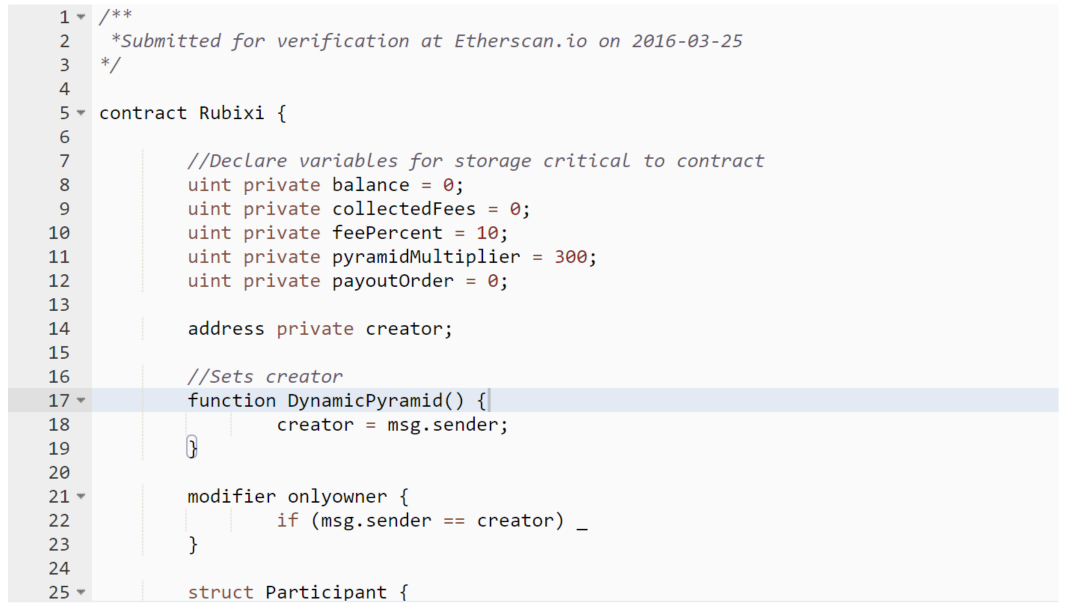 1 /**
2 *Submitted for verification at Etherscan.io on 2016-03-25
3 */
4
5 contract Rubixi {
6
7 //Declare variables for storage critical to contract
8 uint private balance = 0;
9 uint private collectedFees = 0;
10 uint private feePercent = 10;
11 uint private pyramidMultiplier = 300;
12 uint private payoutOrder = 0;
13
14 address private creator;
15
16 //Sets creator
17 function DynamicPyramid() {
18 creator = msg.sender;
19 }
20
21 modifier onlyowner {
22 if (msg.sender == creator) _
23 }
24
25 struct Participant {